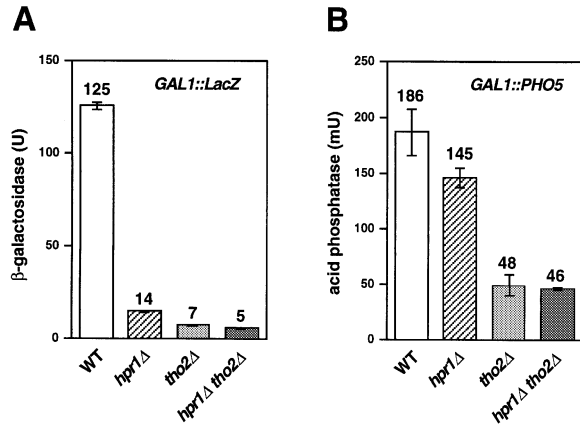 A
GAL1::LacZ
β-galactosidase (U)
150
100
50
0
125
14
7
5
WT
hpr1Δ
tho2Δ
hpr1Δ tho2Δ
B
GAL1::PHO5
acid phosphatase (mU)
250
200
150
100
50
0
186
145
48
46
WT
hpr1Δ
tho2Δ
hpr1Δ tho2Δ